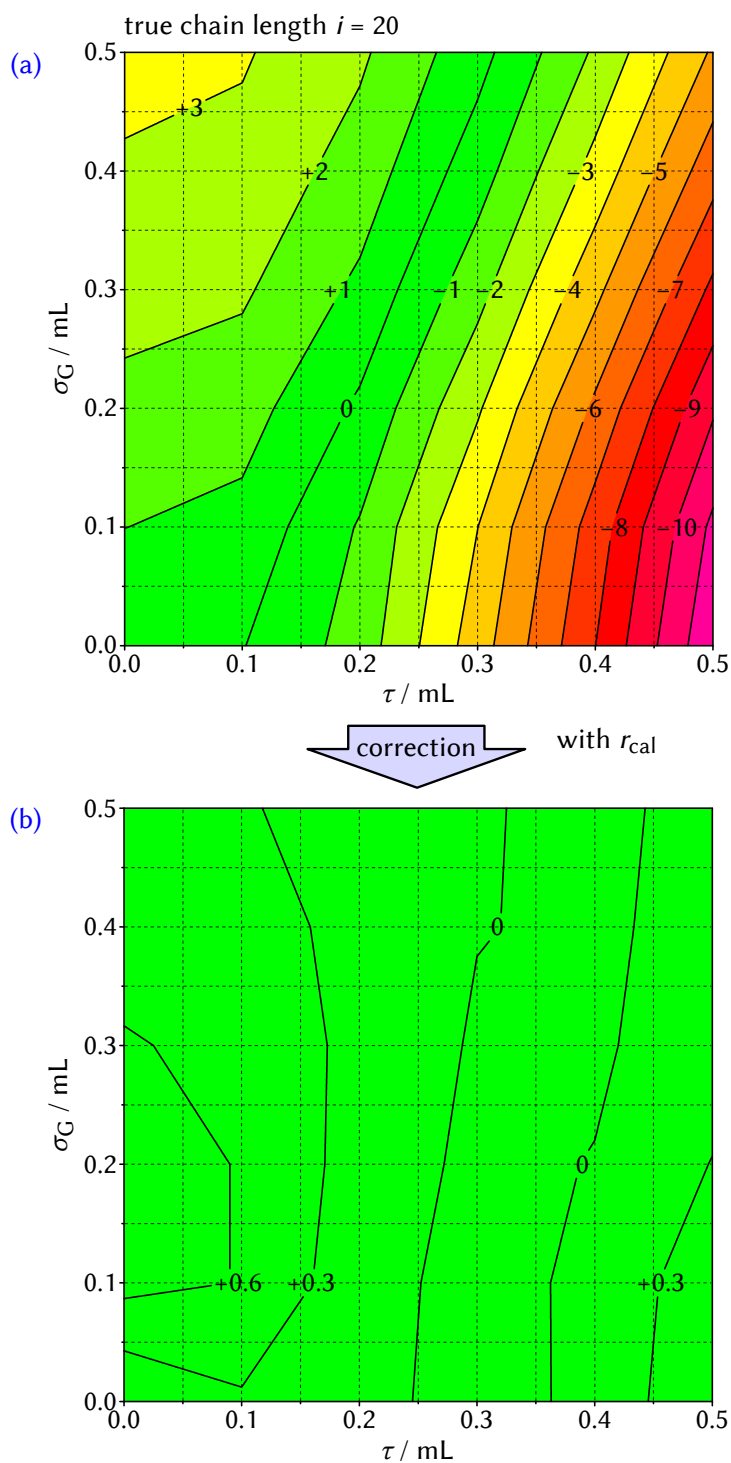 true chain length i = 20
(a)
0.5
+3
0.4
+2
−3
−5
0.3
+1
−1
−2
−4
−7
σG / mL
0.2
0
−6
−9
0.1
−8
−10
0.0
0.0 0.1 0.2 0.3 0.4 0.5
τ / mL
correction
with rcal
(b)
0.5
0.4
0
0.3
σG / mL
0.2
0
0.1
+0.6
+0.3
+0.3
0.0
0.0 0.1 0.2 0.3 0.4 0.5
τ / mL